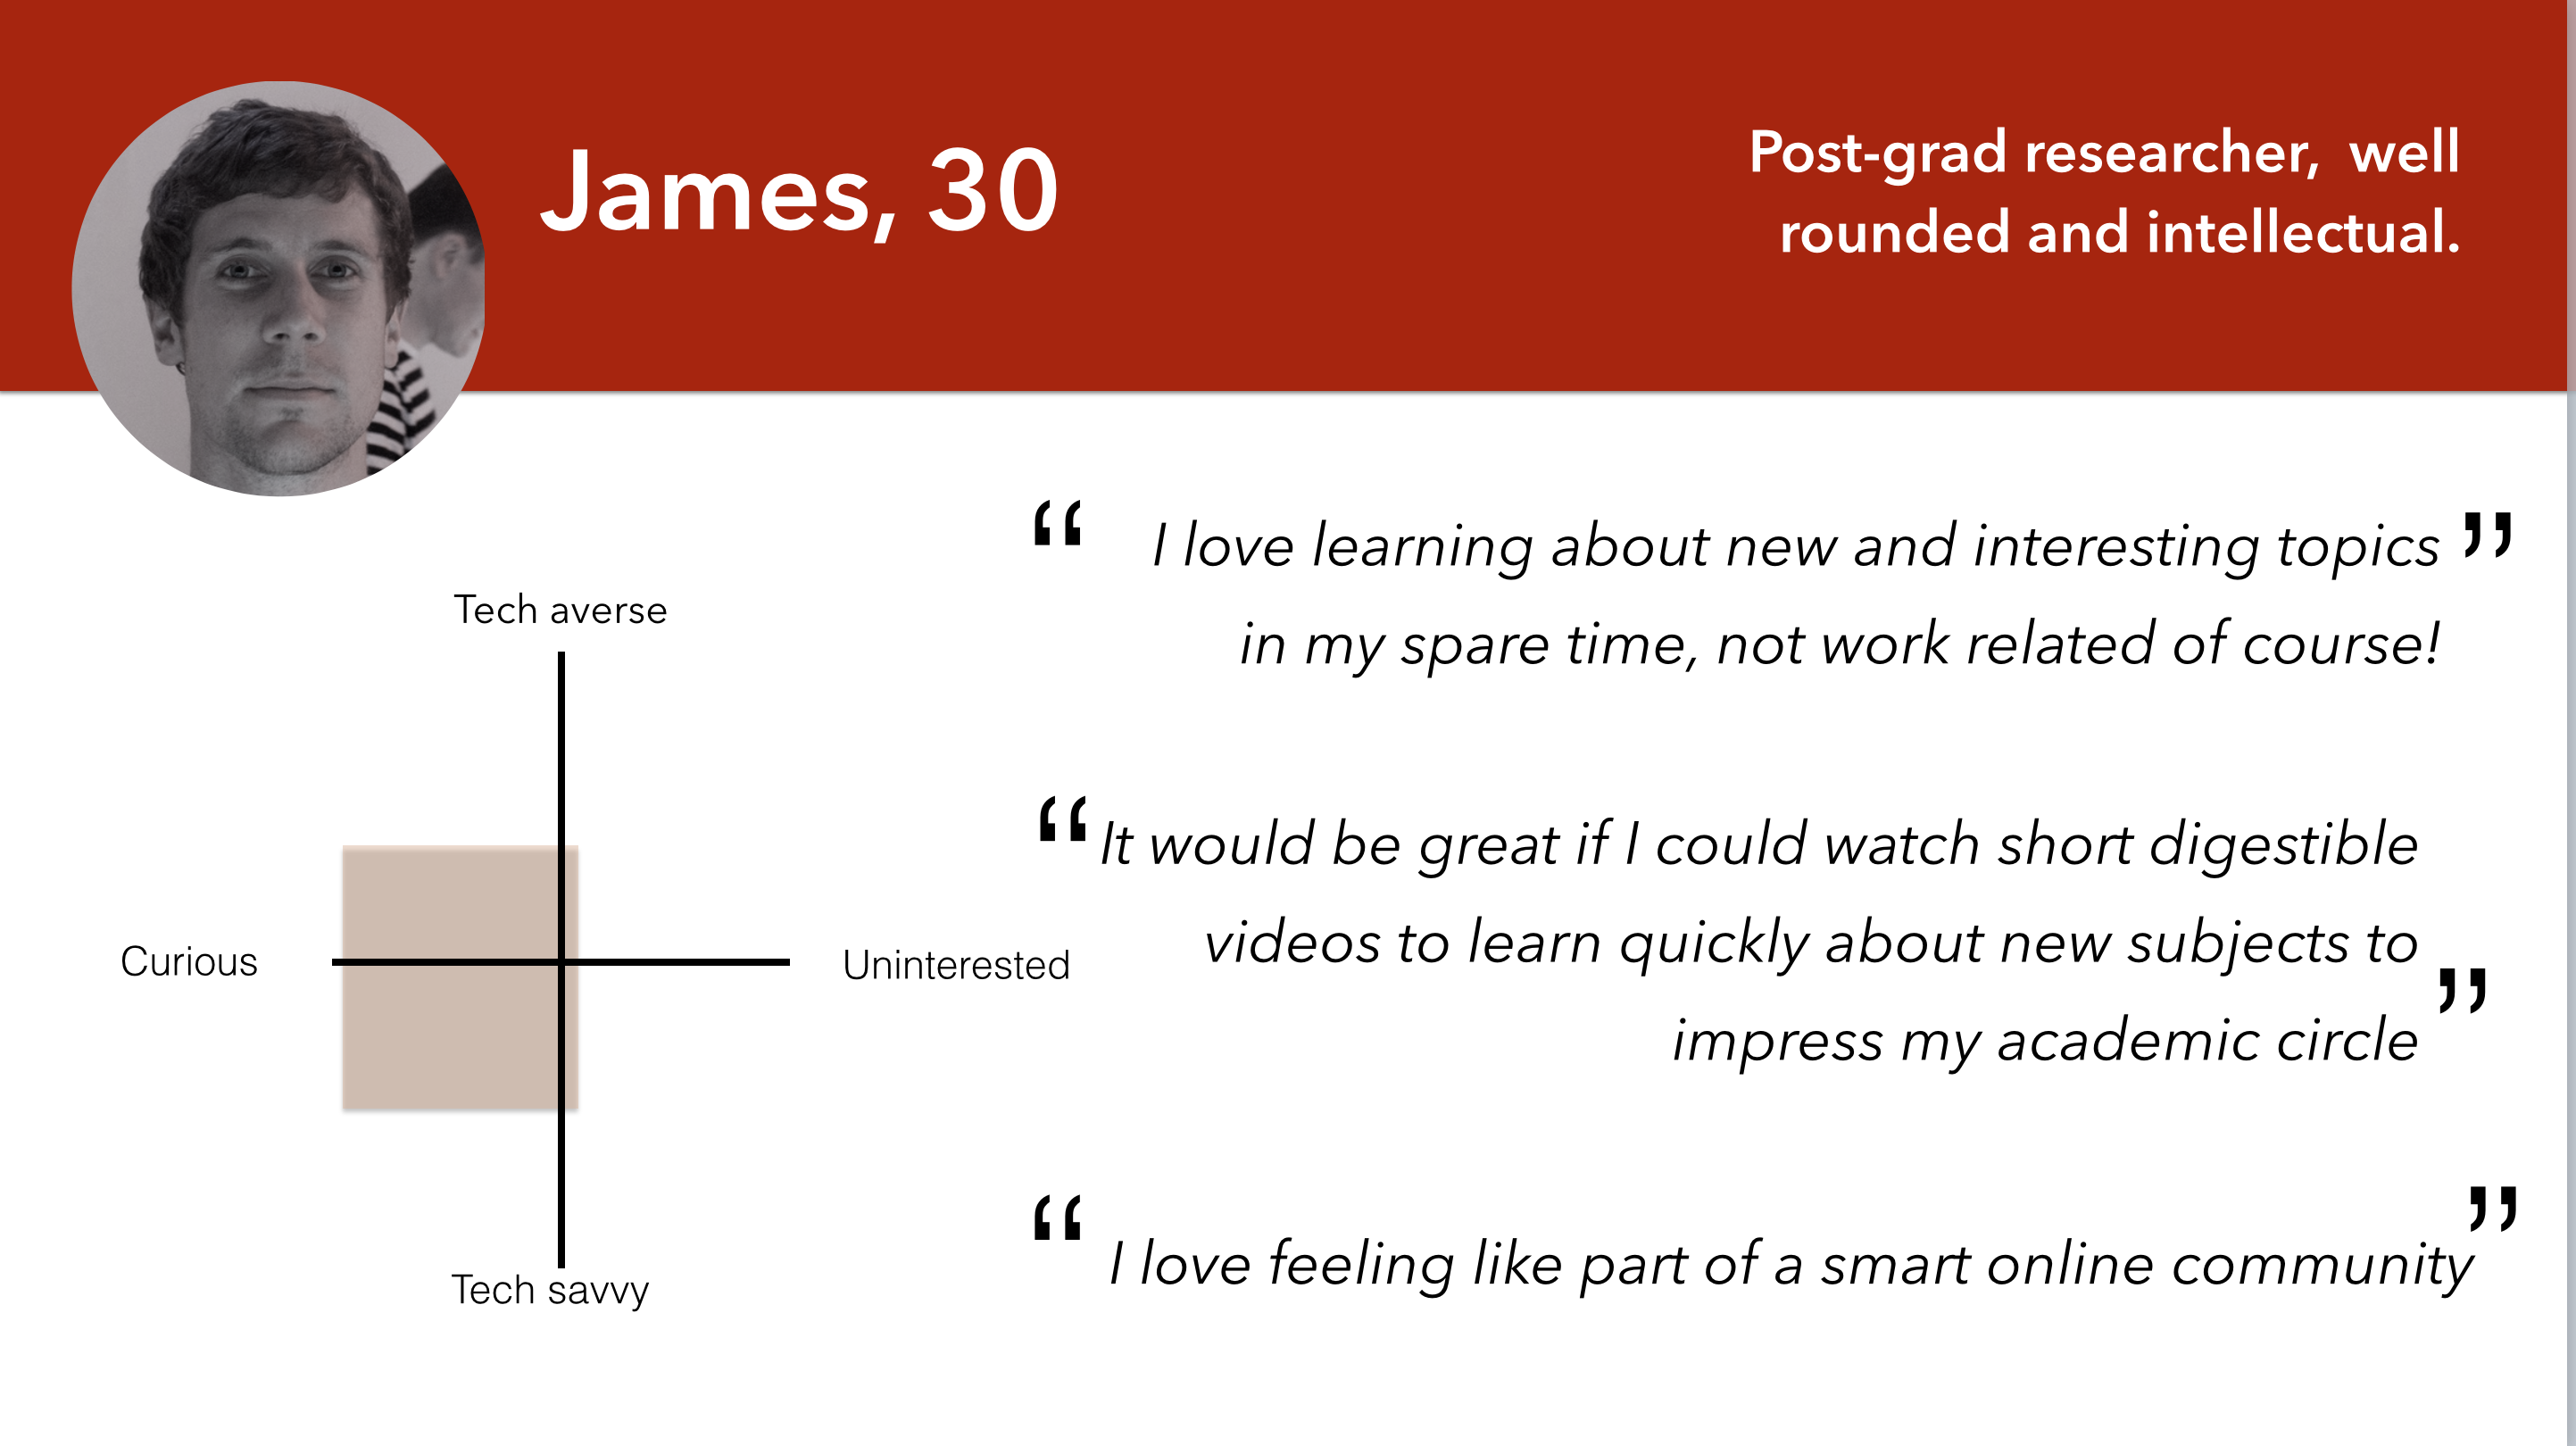 James, 30
Post-grad researcher,  well
rounded and intellectual.
“ I love learning about new and interesting topics ”
in my spare time, not work related of course!
Tech averse
“ It would be great if I could watch short digestible
videos to learn quickly about new subjects to
impress my academic circle ”
Curious
Uninterested
“ I love feeling like part of a smart online community ”
Tech savvy